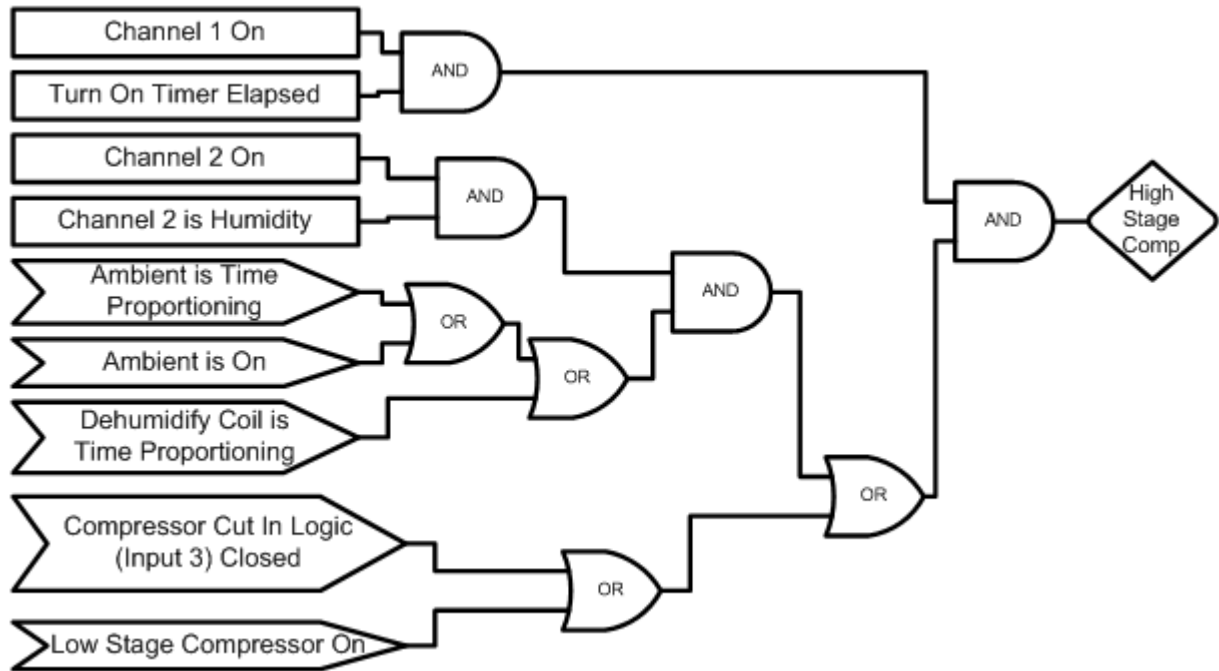 Channel 1 On
AND
Turn On Timer Elapsed
Channel 2 On
AND
Channel 2 is Humidity
AND
High
Stage
Comp
Ambient is Time
Proportioning
OR
AND
Ambient is On
OR
Dehumidify Coil is
Time Proportioning
OR
Compressor Cut In Logic
(Input 3) Closed
OR
Low Stage Compressor On